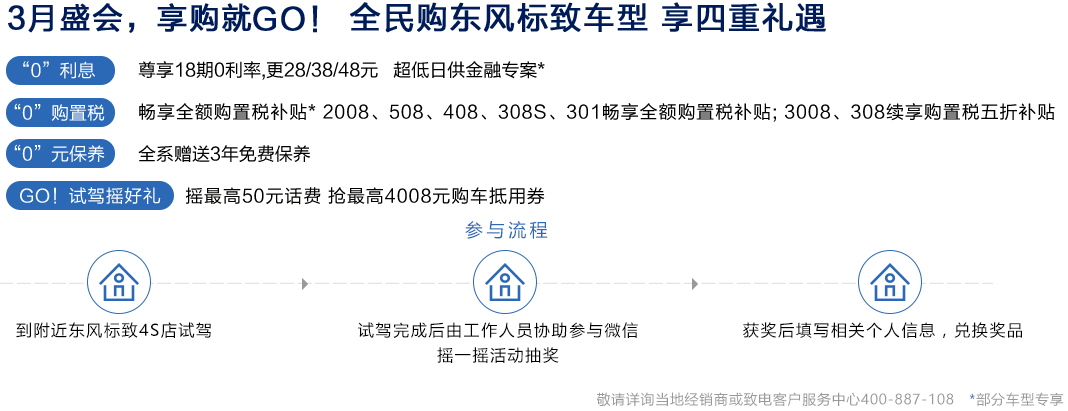 3月盛会，享购就GO！ 全民购东风标致车型 享四重礼遇
“0”利息 尊享18期0利率,更28/38/48元 超低日供金融专案*
“0”购置税 畅享全额购置税补贴* 2008、508、408、308S、301畅享全额购置税补贴; 3008、308续享购置税五折补贴
“0”元保养 全系赠送3年免费保养
GO！试驾摇好礼 摇最高50元话费 抢最高4008元购车抵用券
参与流程
到附近东风标致4S店试驾
试驾完成后由工作人员协助参与微信
摇一摇活动抽奖
获奖后填写相关个人信息，兑换奖品
敬请详询当地经销商或致电客户服务中心400-887-108 *部分车型专享